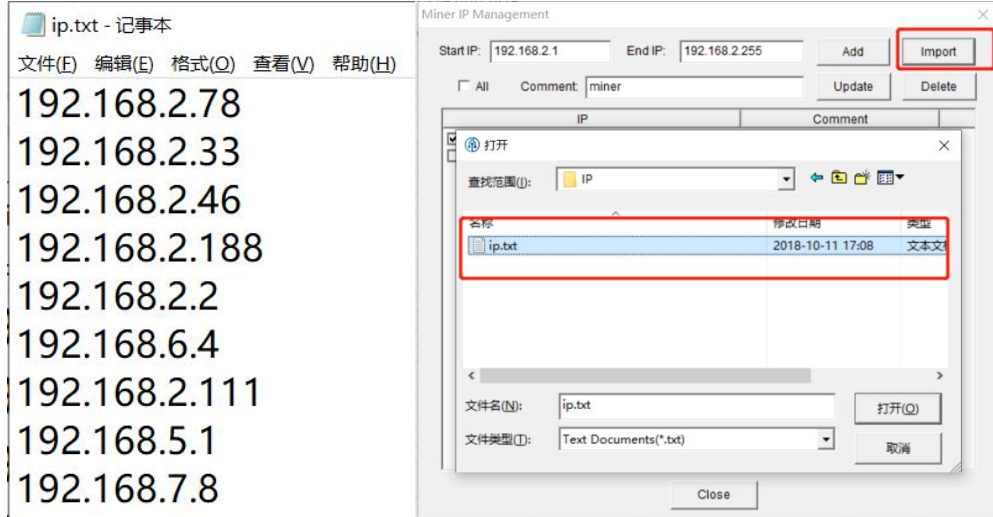 ip.txt - 记事本
文件(F) 编辑(E) 格式(O) 查看(V) 帮助(H)
192.168.2.78
192.168.2.33
192.168.2.46
192.168.2.188
192.168.2.2
192.168.6.4
192.168.2.111
192.168.5.1
192.168.7.8
Miner IP Management
Start IP: 192.168.2.1 End IP: 192.168.2.255 Add Import
All Comment: miner Update Delete
IP Comment
打开
查找范围(I): IP
名称 修改日期 类型
ip.txt 2018-10-11 17:08 文本文
文件名(N): ip.txt 打开(O)
文件类型(T): Text Documents(*.txt) 取消
Close